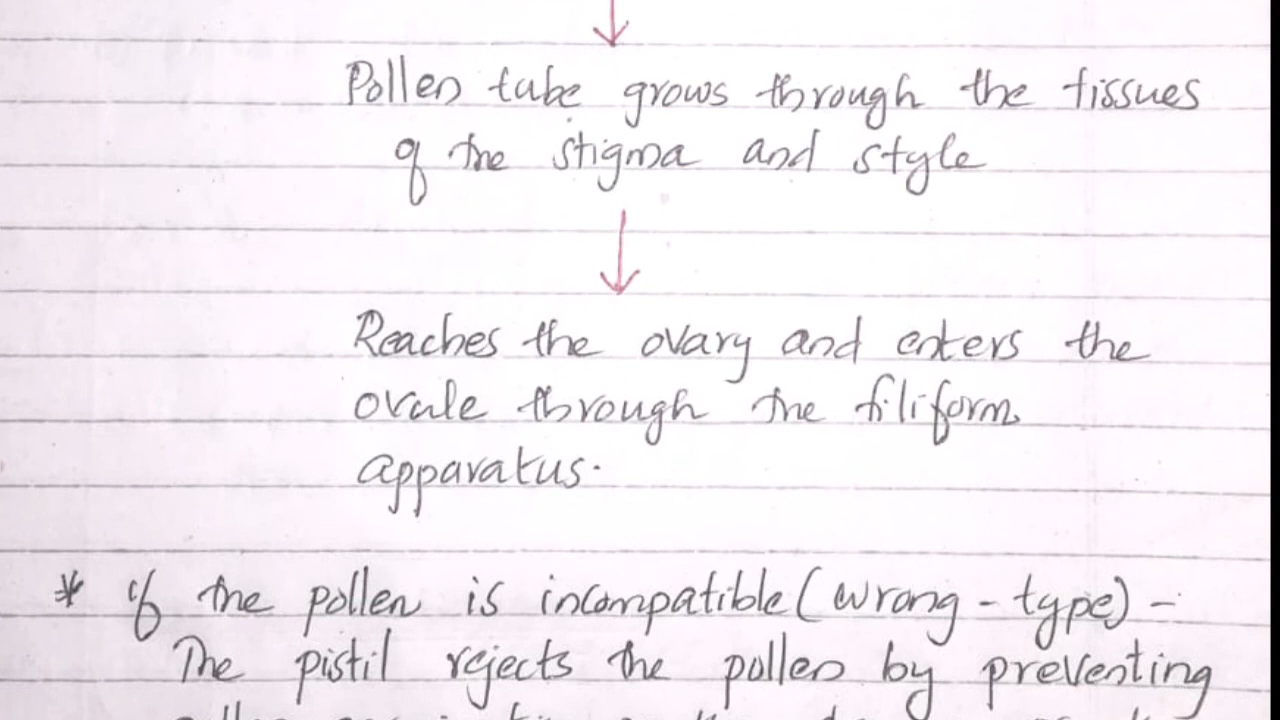 Pollen tube grows through the tissues
of the stigma and style
Reaches the ovary and enters the
ovule through the filiform
apparatus.
* if the pollen is incompatible (wrong-type) -
The pistil rejects the pollen by preventing